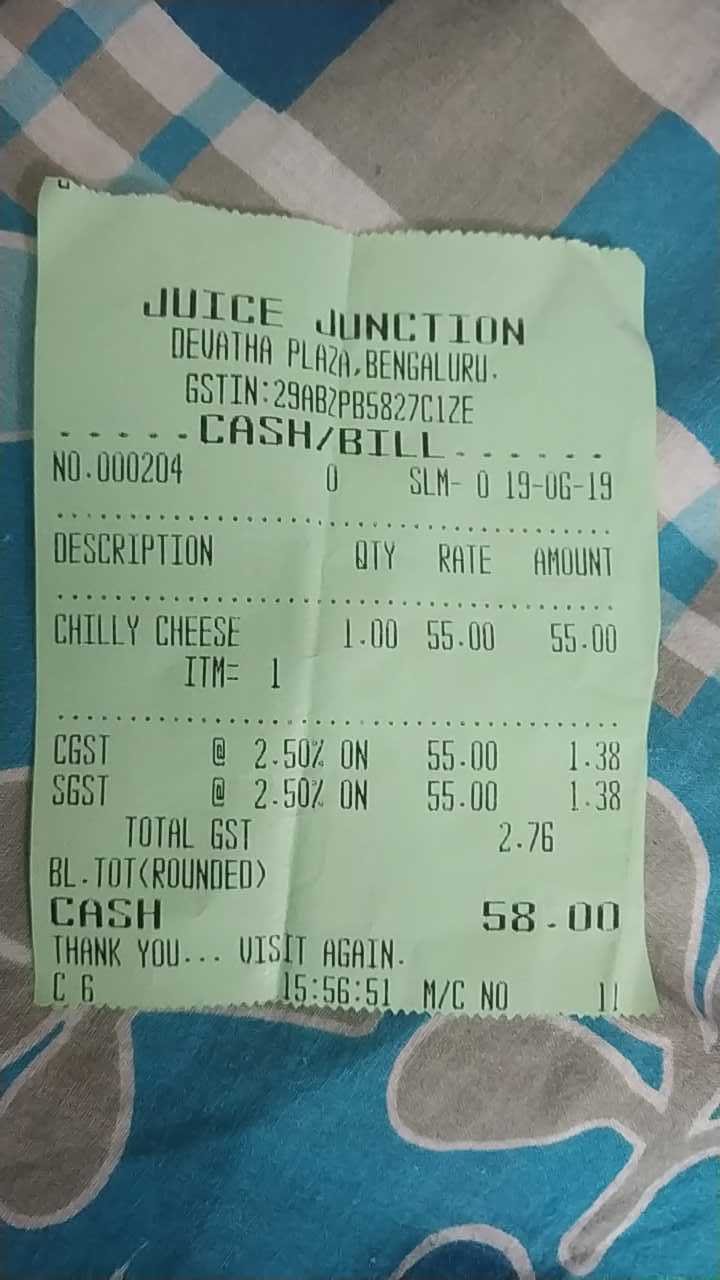 JUICE JUNCTION
DEVATHA PLAZA,BENGALURU.
GSTIN:29ABZPB5827C1ZE
.....CASH/BILL......
NO.000204 0 SLM- 0 19-06-19
DESCRIPTION QTY RATE AMOUNT
CHILLY CHEESE 1.00 55.00 55.00
ITM= 1
CGST @ 2.50% ON 55.00 1.38
SGST @ 2.50% ON 55.00 1.38
TOTAL GST 2.76
BL.TOT(ROUNDED)
CASH 58.00
THANK YOU... VISIT AGAIN.
C 6 15:56:51 M/C NO 11